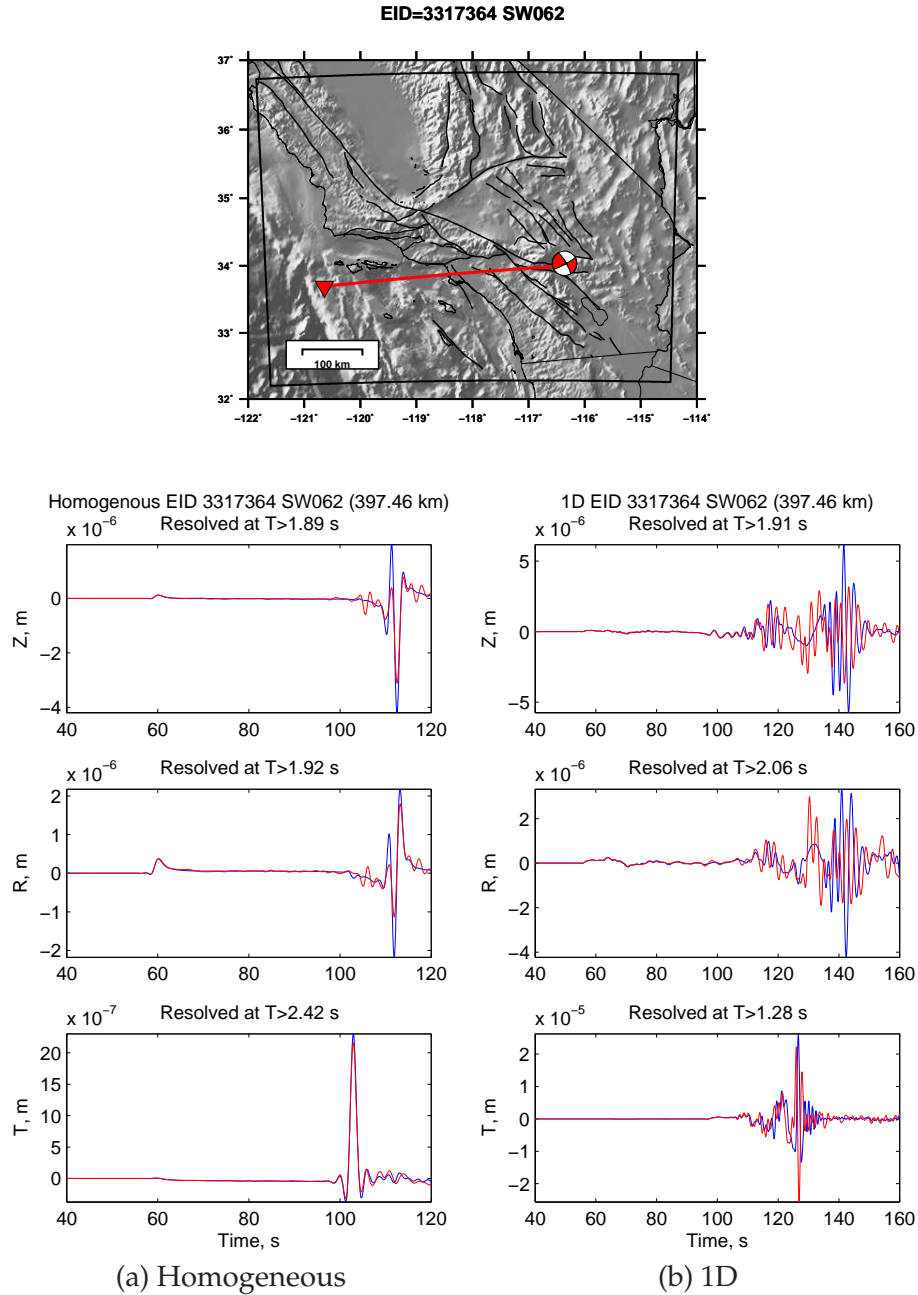 EID=3317364 SW062
37˚
36˚
35˚
34˚
33˚
32˚
100 km
−122˚ −121˚ −120˚ −119˚ −118˚ −117˚ −116˚ −115˚ −114˚
Homogenous EID 3317364 SW062 (397.46 km)
x 10−6 Resolved at T>1.89 s
0
−2
−4
Z, m
40 60 80 100 120
x 10−6 Resolved at T>1.92 s
2
1
0
−1
−2
R, m
40 60 80 100 120
x 10−7 Resolved at T>2.42 s
20
15
10
5
0
T, m
40 60 80 100 120
Time, s
(a) Homogeneous
1D EID 3317364 SW062 (397.46 km)
x 10−6 Resolved at T>1.91 s
5
0
−5
Z, m
40 60 80 100 120 140 160
x 10−6 Resolved at T>2.06 s
2
0
−2
−4
R, m
40 60 80 100 120 140 160
x 10−5 Resolved at T>1.28 s
2
1
0
−1
−2
T, m
40 60 80 100 120 140 160
Time, s
(b) 1D